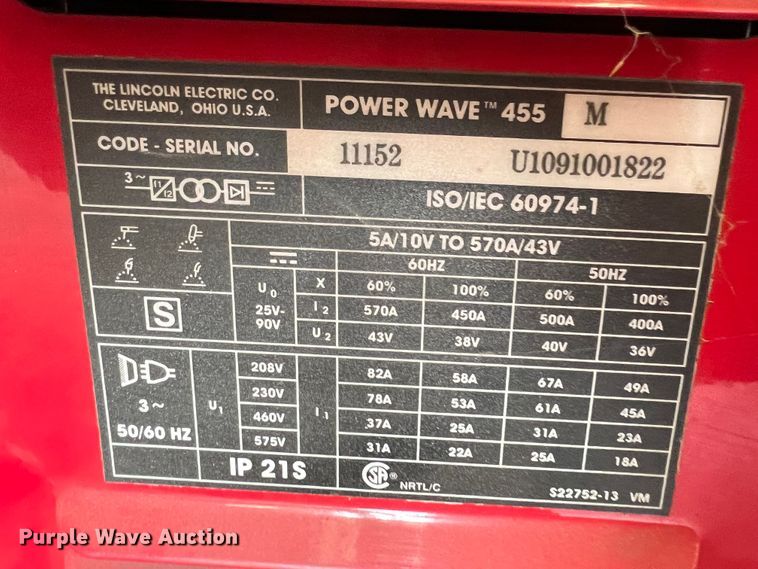 THE LINCOLN ELECTRIC CO.
CLEVELAND, OHIO U.S.A.
POWER WAVE™ 455 M
CODE - SERIAL NO. 11152 U1091001822
3~ I1 I2
ISO/IEC 60974-1
5A/10V TO 570A/43V
60HZ 50HZ
X 60% 100% 60% 100%
U0 25V-90V
I2 570A 450A 500A 400A
U2 43V 38V 40V 36V
S
3~
50/60 HZ
U1 I1
208V 82A 58A 67A 49A
230V 78A 53A 61A 45A
460V 37A 25A 31A 23A
575V 31A 22A 25A 18A
IP 21S
CSA® NRTL/C
S22752-13 VM
Purple Wave Auction